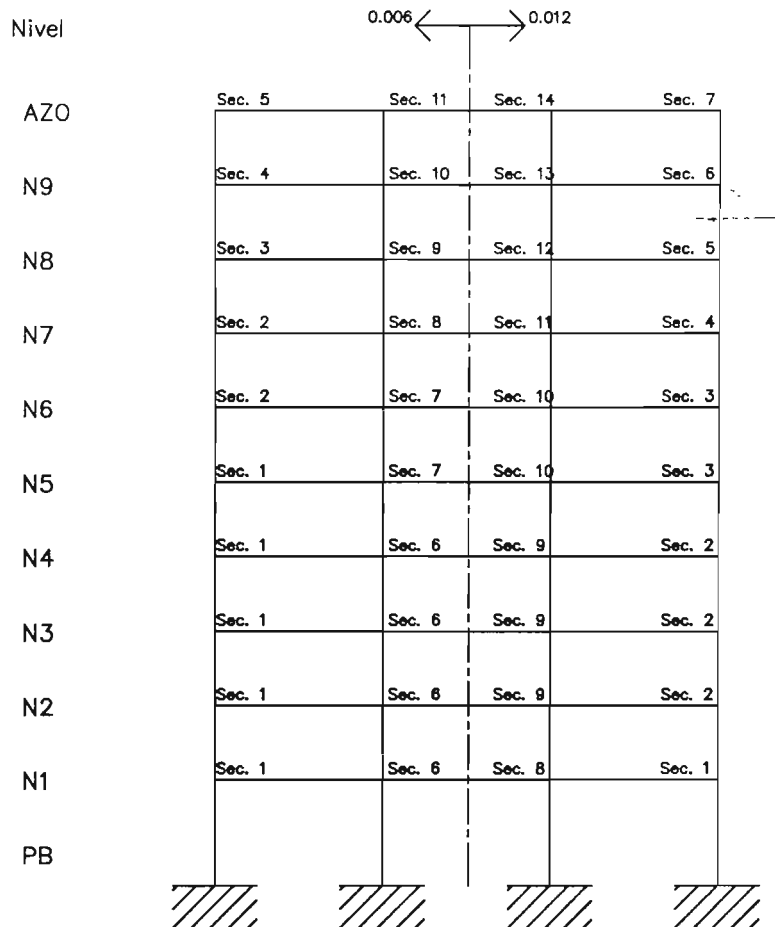 Nivel 0.006 0.012
AZO Sec. 5 Sec. 11 Sec. 14 Sec. 7
N9 Sec. 4 Sec. 10 Sec. 13 Sec. 6
N8 Sec. 3 Sec. 9 Sec. 12 Sec. 5
N7 Sec. 2 Sec. 8 Sec. 11 Sec. 4
N6 Sec. 2 Sec. 7 Sec. 10 Sec. 3
N5 Sec. 1 Sec. 7 Sec. 10 Sec. 3
N4 Sec. 1 Sec. 6 Sec. 9 Sec. 2
N3 Sec. 1 Sec. 6 Sec. 9 Sec. 2
N2 Sec. 1 Sec. 6 Sec. 9 Sec. 2
N1 Sec. 1 Sec. 6 Sec. 8 Sec. 1
PB